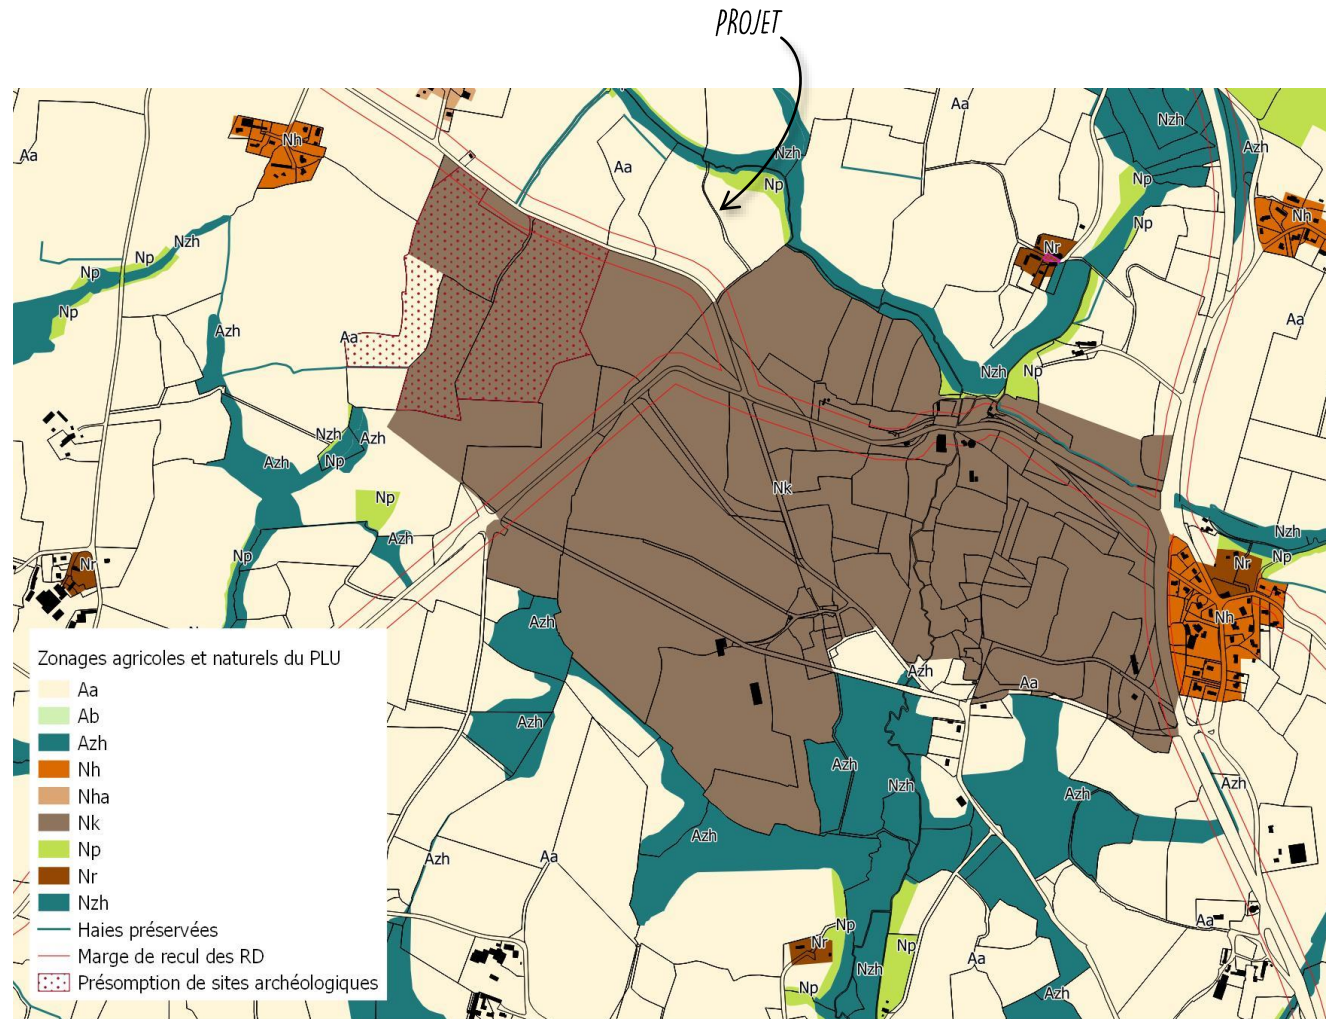 PROJET
Aa
Nzh
Aa
Azh
Nh
Aa
Nzh
Np
Np
Nh
Aa
Nzh
Np
Nr
Np
Np
Np
Azh
Aa
Aa
Nzh
Np
Nzh
Azh
Azh
Np
Nk
Np
Azh
Nzh
Np
Np
Nr
Nr
Azh
Nh
Azh
Aa
Azh
Azh
Nzh
Azh
Azh
Azh
Azh
Aa
Aa
Np
Nr
Np
Aa
Nzh
Np
Azh
Zonages agricoles et naturels du PLU
Aa
Ab
Azh
Nh
Nha
Nk
Np
Nr
Nzh
Haies préservées
Marge de recul des RD
Présomption de sites archéologiques